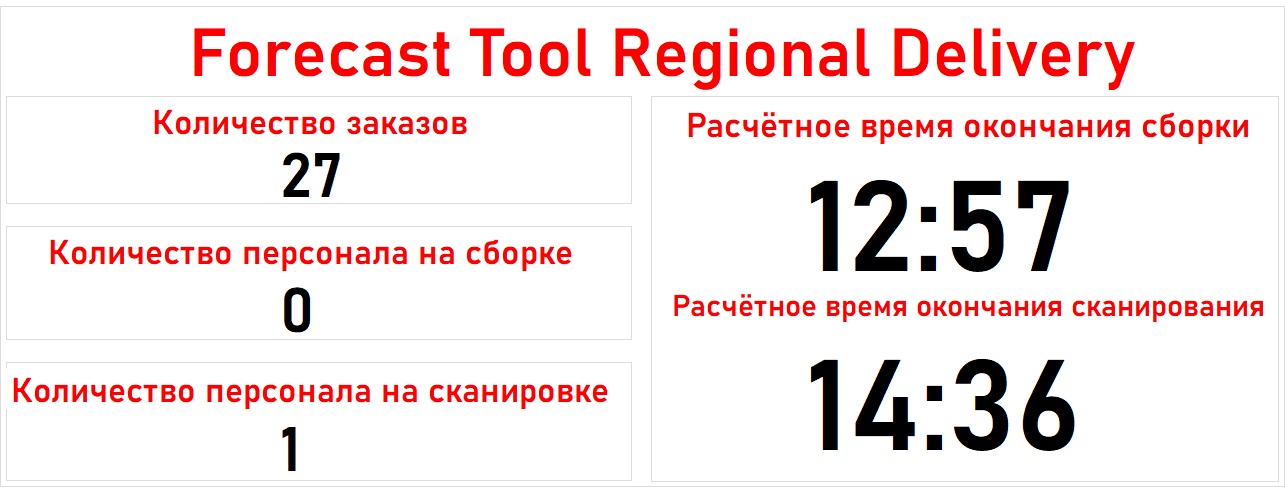 Forecast Tool Regional Delivery
Количество заказов
27
Количество персонала на сборке
0
Количество персонала на сканировке
1
Расчётное время окончания сборки
12:57
Расчётное время окончания сканирования
14:36